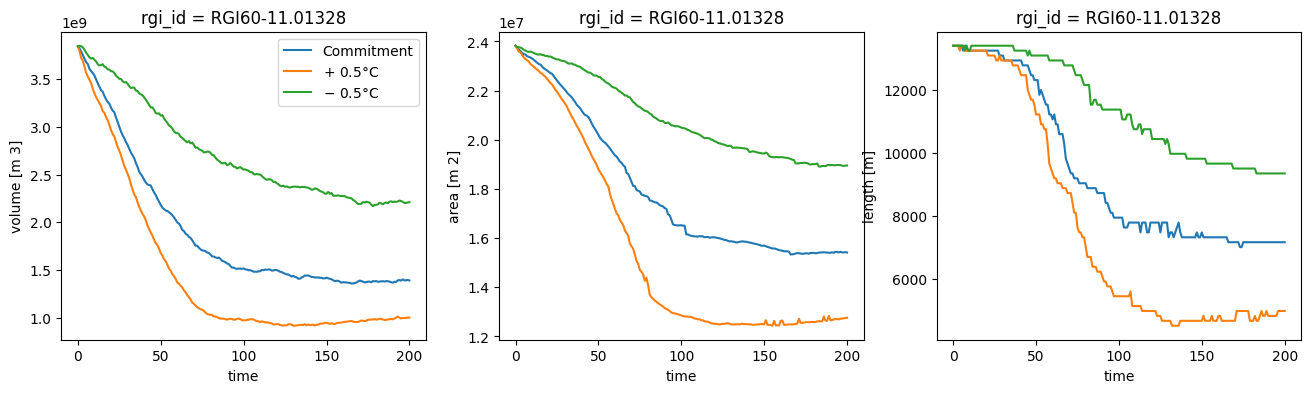 rgi_id = RGI60-11.01328
1e9
volume [m 3]
3.5
3.0
2.5
2.0
1.5
1.0
0 50 100 150 200
time
Commitment
+ 0.5°C
− 0.5°C
rgi_id = RGI60-11.01328
1e7
area [m 2]
2.4
2.2
2.0
1.8
1.6
1.4
1.2
0 50 100 150 200
time
rgi_id = RGI60-11.01328
length [m]
12000
10000
8000
6000
0 50 100 150 200
time